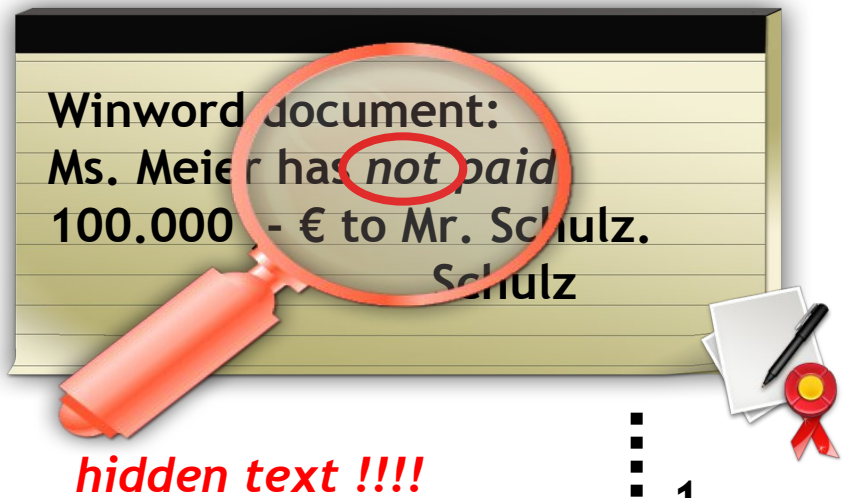 Winword document:
Ms. Meier has not paid
100.000 ,- € to Mr. Schulz.
Schulz
hidden text !!!!
1